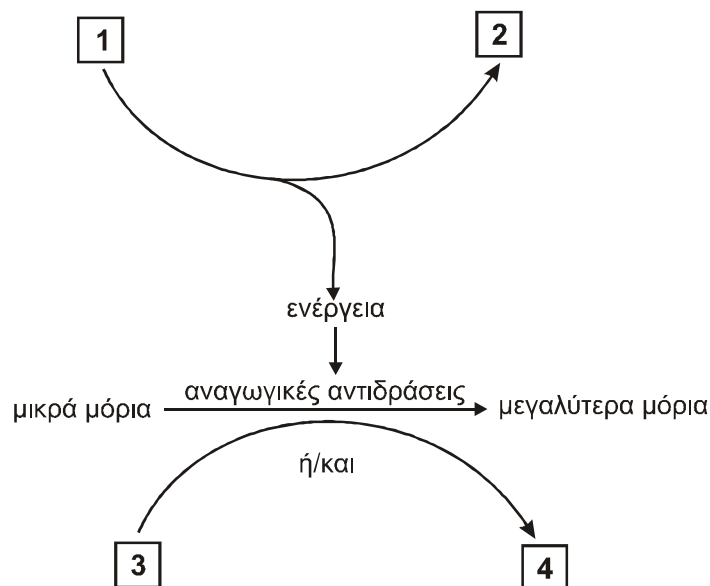 1
2
ενέργεια
αναγωγικές αντιδράσεις
μικρά μόρια
μεγαλύτερα μόρια
ή/και
3
4